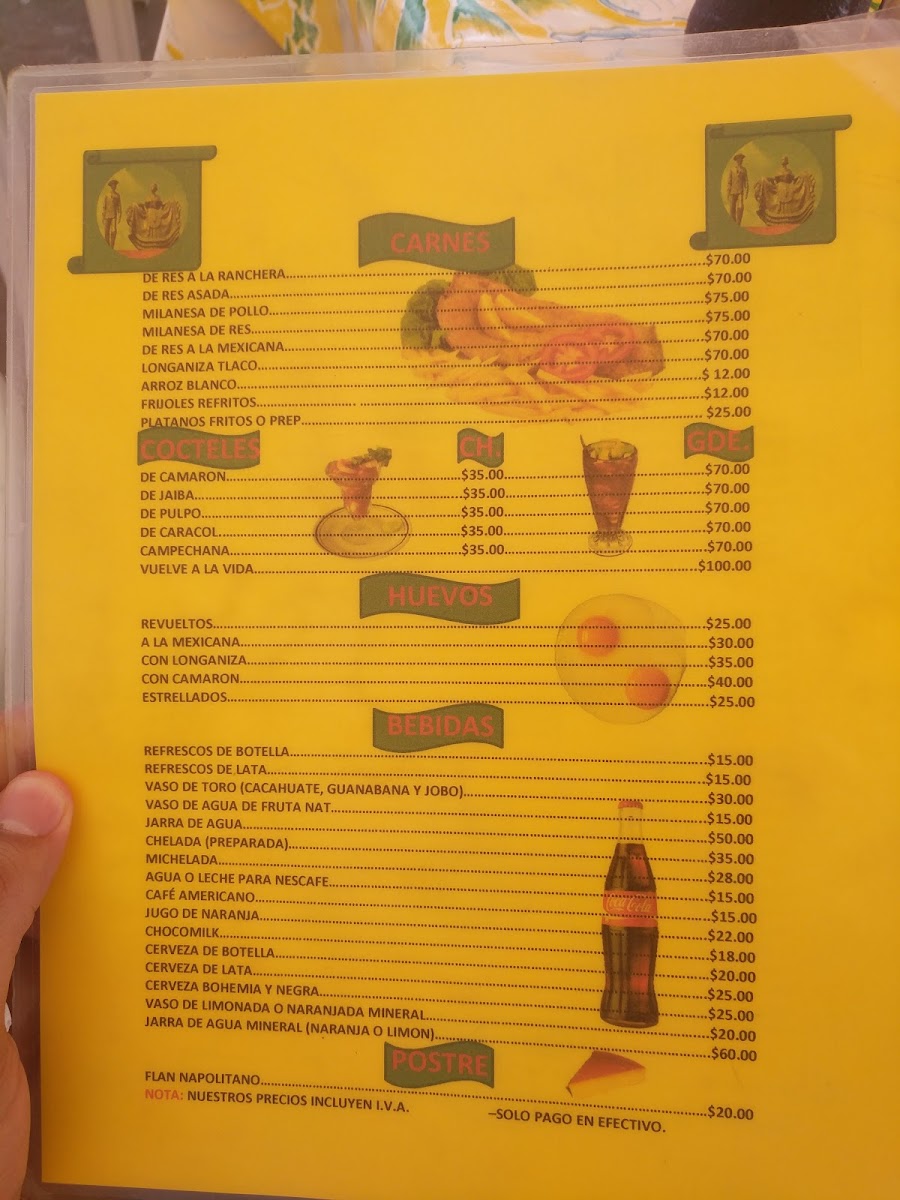 CARNES
DE RES A LA RANCHERA...$70.00
DE RES ASADA...$70.00
MILANESA DE POLLO...$75.00
MILANESA DE RES...$75.00
DE RES A LA MEXICANA...$70.00
LONGANIZA TLACO...$70.00
ARROZ BLANCO...$ 12.00
FRIJOLES REFRITOS...$12.00
PLATANOS FRITOS O PREP...$25.00
COCTELES CH. GDE.
DE CAMARON...$35.00...$70.00
DE JAIBA...$35.00...$70.00
DE PULPO...$35.00...$70.00
DE CARACOL...$35.00...$70.00
CAMPECHANA...$35.00...$70.00
VUELVE A LA VIDA...$100.00
HUEVOS
REVUELTOS...$25.00
A LA MEXICANA...$30.00
CON LONGANIZA...$35.00
CON CAMARON...$40.00
ESTRELLADOS...$25.00
BEBIDAS
REFRESCOS DE BOTELLA...$15.00
REFRESCOS DE LATA...$15.00
VASO DE TORO (CACAHUATE, GUANABANA Y JOBO)...$30.00
VASO DE AGUA DE FRUTA NAT...$15.00
JARRA DE AGUA...$50.00
CHELADA (PREPARADA)...$35.00
MICHELADA...$28.00
AGUA O LECHE PARA NESCAFE...$15.00
CAFÉ AMERICANO...$15.00
JUGO DE NARANJA...$22.00
CHOCOMILK...$18.00
CERVEZA DE BOTELLA...$20.00
CERVEZA DE LATA...$25.00
CERVEZA BOHEMIA Y NEGRA...$25.00
VASO DE LIMONADA O NARANJADA MINERAL...$20.00
JARRA DE AGUA MINERAL (NARANJA O LIMON)...$60.00
Coca-Cola
POSTRE
FLAN NAPOLITANO...$20.00
NOTA: NUESTROS PRECIOS INCLUYEN I.V.A. –SOLO PAGO EN EFECTIVO.